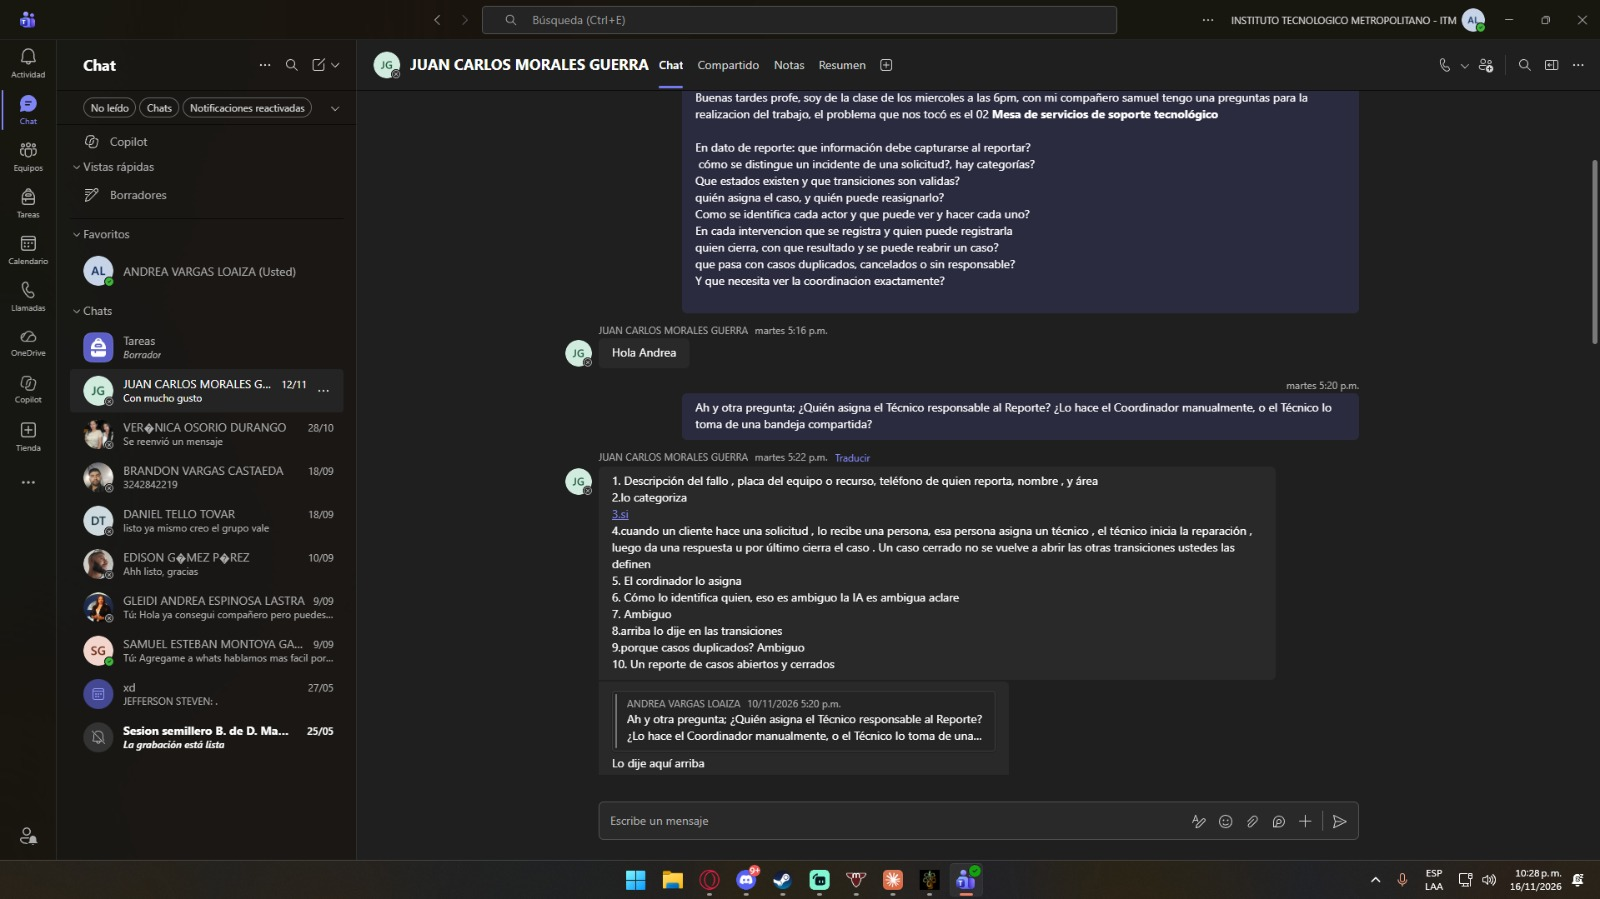 Búsqueda (Ctrl+E)
INSTITUTO TECNOLOGICO METROPOLITANO - ITM
AL
Actividad
Chat
Equipos
Tareas
Calendario
Llamadas
OneDrive
Copilot
Tienda
Chat
No leído
Chats
Notificaciones reactivadas
Copilot
Vistas rápidas
Borradores
Favoritos
AL
ANDREA VARGAS LOAIZA (Usted)
Chats
Tareas
Borrador
JG
JUAN CARLOS MORALES G... 12/11
Con mucho gusto
VER�NICA OSORIO DURANGO 28/10
Se reenvió un mensaje
BRANDON VARGAS CASTAEDA 18/09
3242842219
DT
DANIEL TELLO TOVAR 18/09
listo ya mismo creo el grupo vale
EDISON G�MEZ P�REZ 10/09
Ahh listo, gracias
GLEIDI ANDREA ESPINOSA LASTRA 9/09
Tú: Hola ya consegui compañero pero puedes...
SG
SAMUEL ESTEBAN MONTOYA GA... 9/09
Tú: Agregame a whats hablamos mas facil por...
xd 27/05
JEFFERSON STEVEN: .
Sesion semillero B. de D. Ma... 25/05
La grabación está lista
JG
JUAN CARLOS MORALES GUERRA
Chat
Compartido
Notas
Resumen
Buenas tardes profe, soy de la clase de los miercoles a las 6pm, con mi compañero samuel tengo una preguntas para la
realizacion del trabajo, el problema que nos tocó es el 02 Mesa de servicios de soporte tecnológico
En dato de reporte: que información debe capturarse al reportar?
cómo se distingue un incidente de una solicitud?, hay categorías?
Que estados existen y que transiciones son validas?
quién asigna el caso, y quién puede reasignarlo?
Como se identifica cada actor y que puede ver y hacer cada uno?
En cada intervencion que se registra y quien puede registrarla
quien cierra, con que resultado y se puede reabrir un caso?
que pasa con casos duplicados, cancelados o sin responsable?
Y que necesita ver la coordinacion exactamente?
JUAN CARLOS MORALES GUERRA martes 5:16 p.m.
JG
Hola Andrea
martes 5:20 p.m.
Ah y otra pregunta; ¿Quién asigna el Técnico responsable al Reporte? ¿Lo hace el Coordinador manualmente, o el Técnico lo
toma de una bandeja compartida?
JUAN CARLOS MORALES GUERRA martes 5:22 p.m. Traducir
JG
1. Descripción del fallo , placa del equipo o recurso, teléfono de quien reporta, nombre , y área
2.lo categoriza
3.si
4.cuando un cliente hace una solicitud , lo recibe una persona, esa persona asigna un técnico , el técnico inicia la reparación ,
luego da una respuesta u por último cierra el caso . Un caso cerrado no se vuelve a abrir las otras transiciones ustedes las
definen
5. El cordinador lo asigna
6. Cómo lo identifica quien, eso es ambiguo la IA es ambigua aclare
7. Ambiguo
8.arriba lo dije en las transiciones
9.porque casos duplicados? Ambiguo
10. Un reporte de casos abiertos y cerrados
ANDREA VARGAS LOAIZA 10/11/2026 5:20 p.m.
Ah y otra pregunta; ¿Quién asigna el Técnico responsable al Reporte?
¿Lo hace el Coordinador manualmente, o el Técnico lo toma de una...
Lo dije aquí arriba
Escribe un mensaje
9+
ESP
LAA
10:28 p. m.
16/11/2026